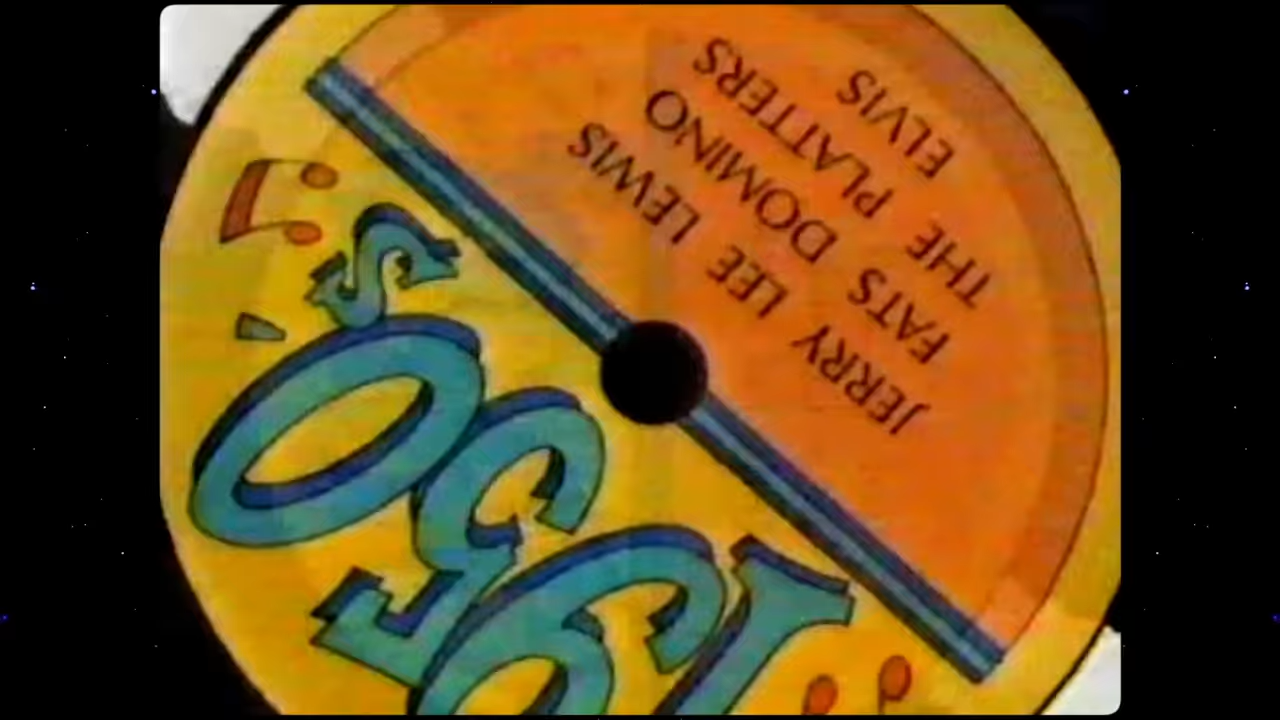 1950's
JERRY LEE LEWIS
FATS DOMINO
THE PLATTERS
ELVIS